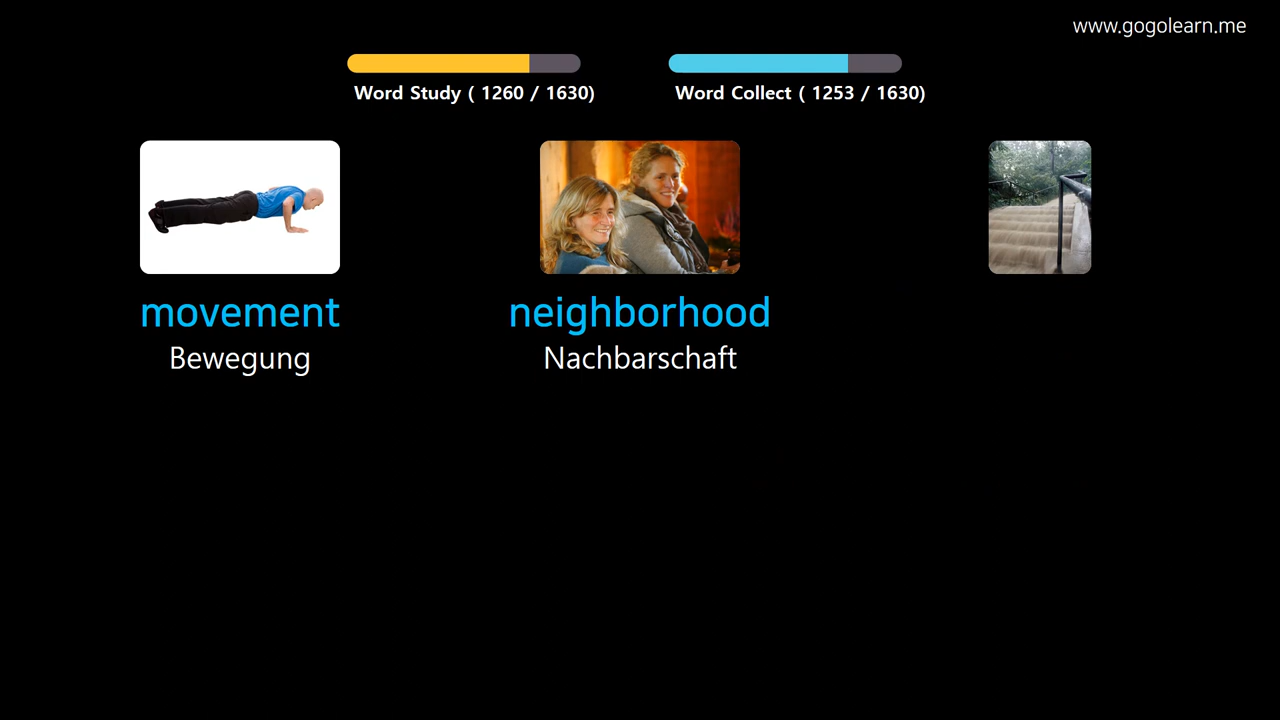 www.gogolearn.me
Word Study ( 1260 / 1630)
Word Collect ( 1253 / 1630)
movement
Bewegung
neighborhood
Nachbarschaft